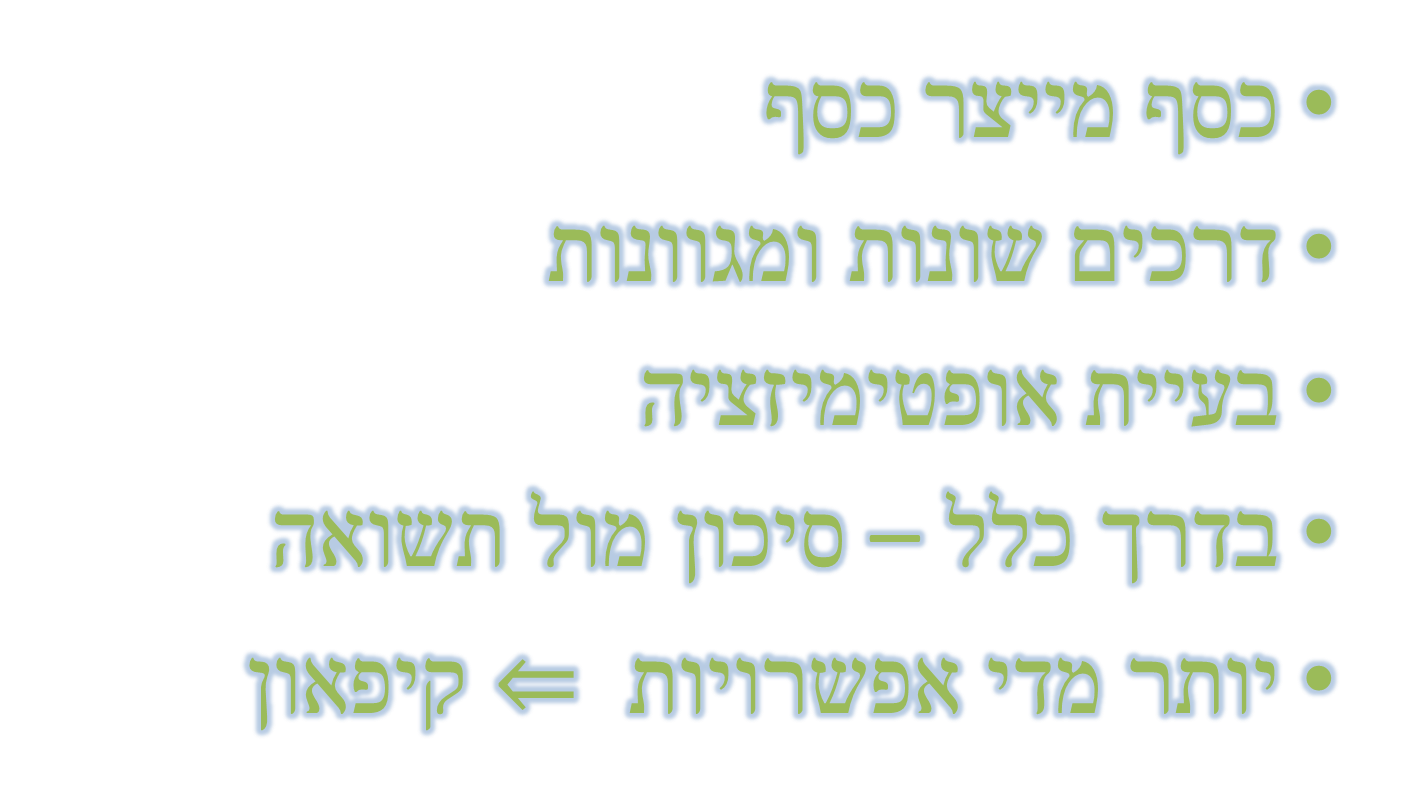 • כסף מייצר כסף
• דרכים שונות ומגוונות
• בעיית אופטימיזציה
• בדרך כלל – סיכון מול תשואה
• יותר מדי אפשרויות ⇐ קיפאון